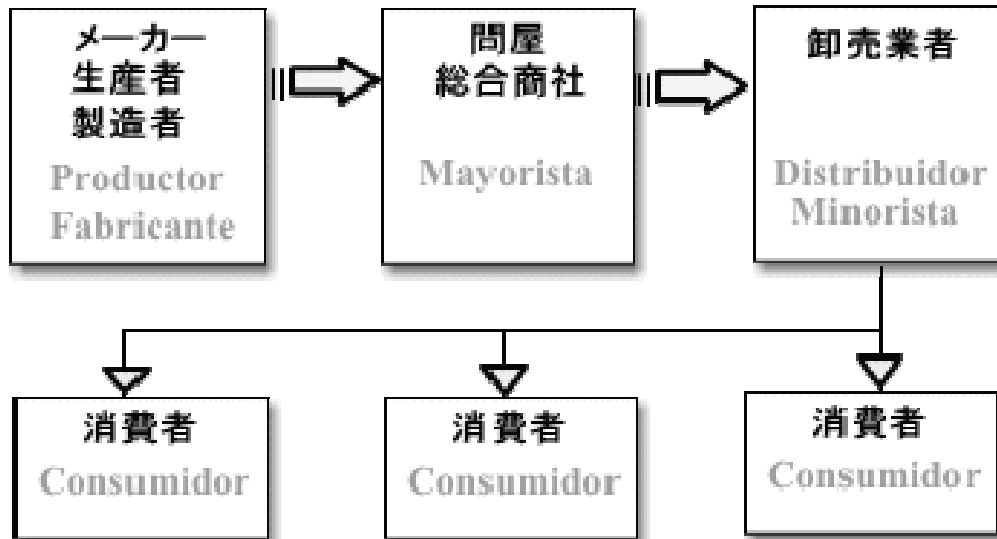 メーカー
生産者
製造者
Productor
Fabricante
問屋
総合商社
Mayorista
卸売業者
Distribuidor
Minorista
消費者
Consumidor
消費者
Consumidor
消費者
Consumidor